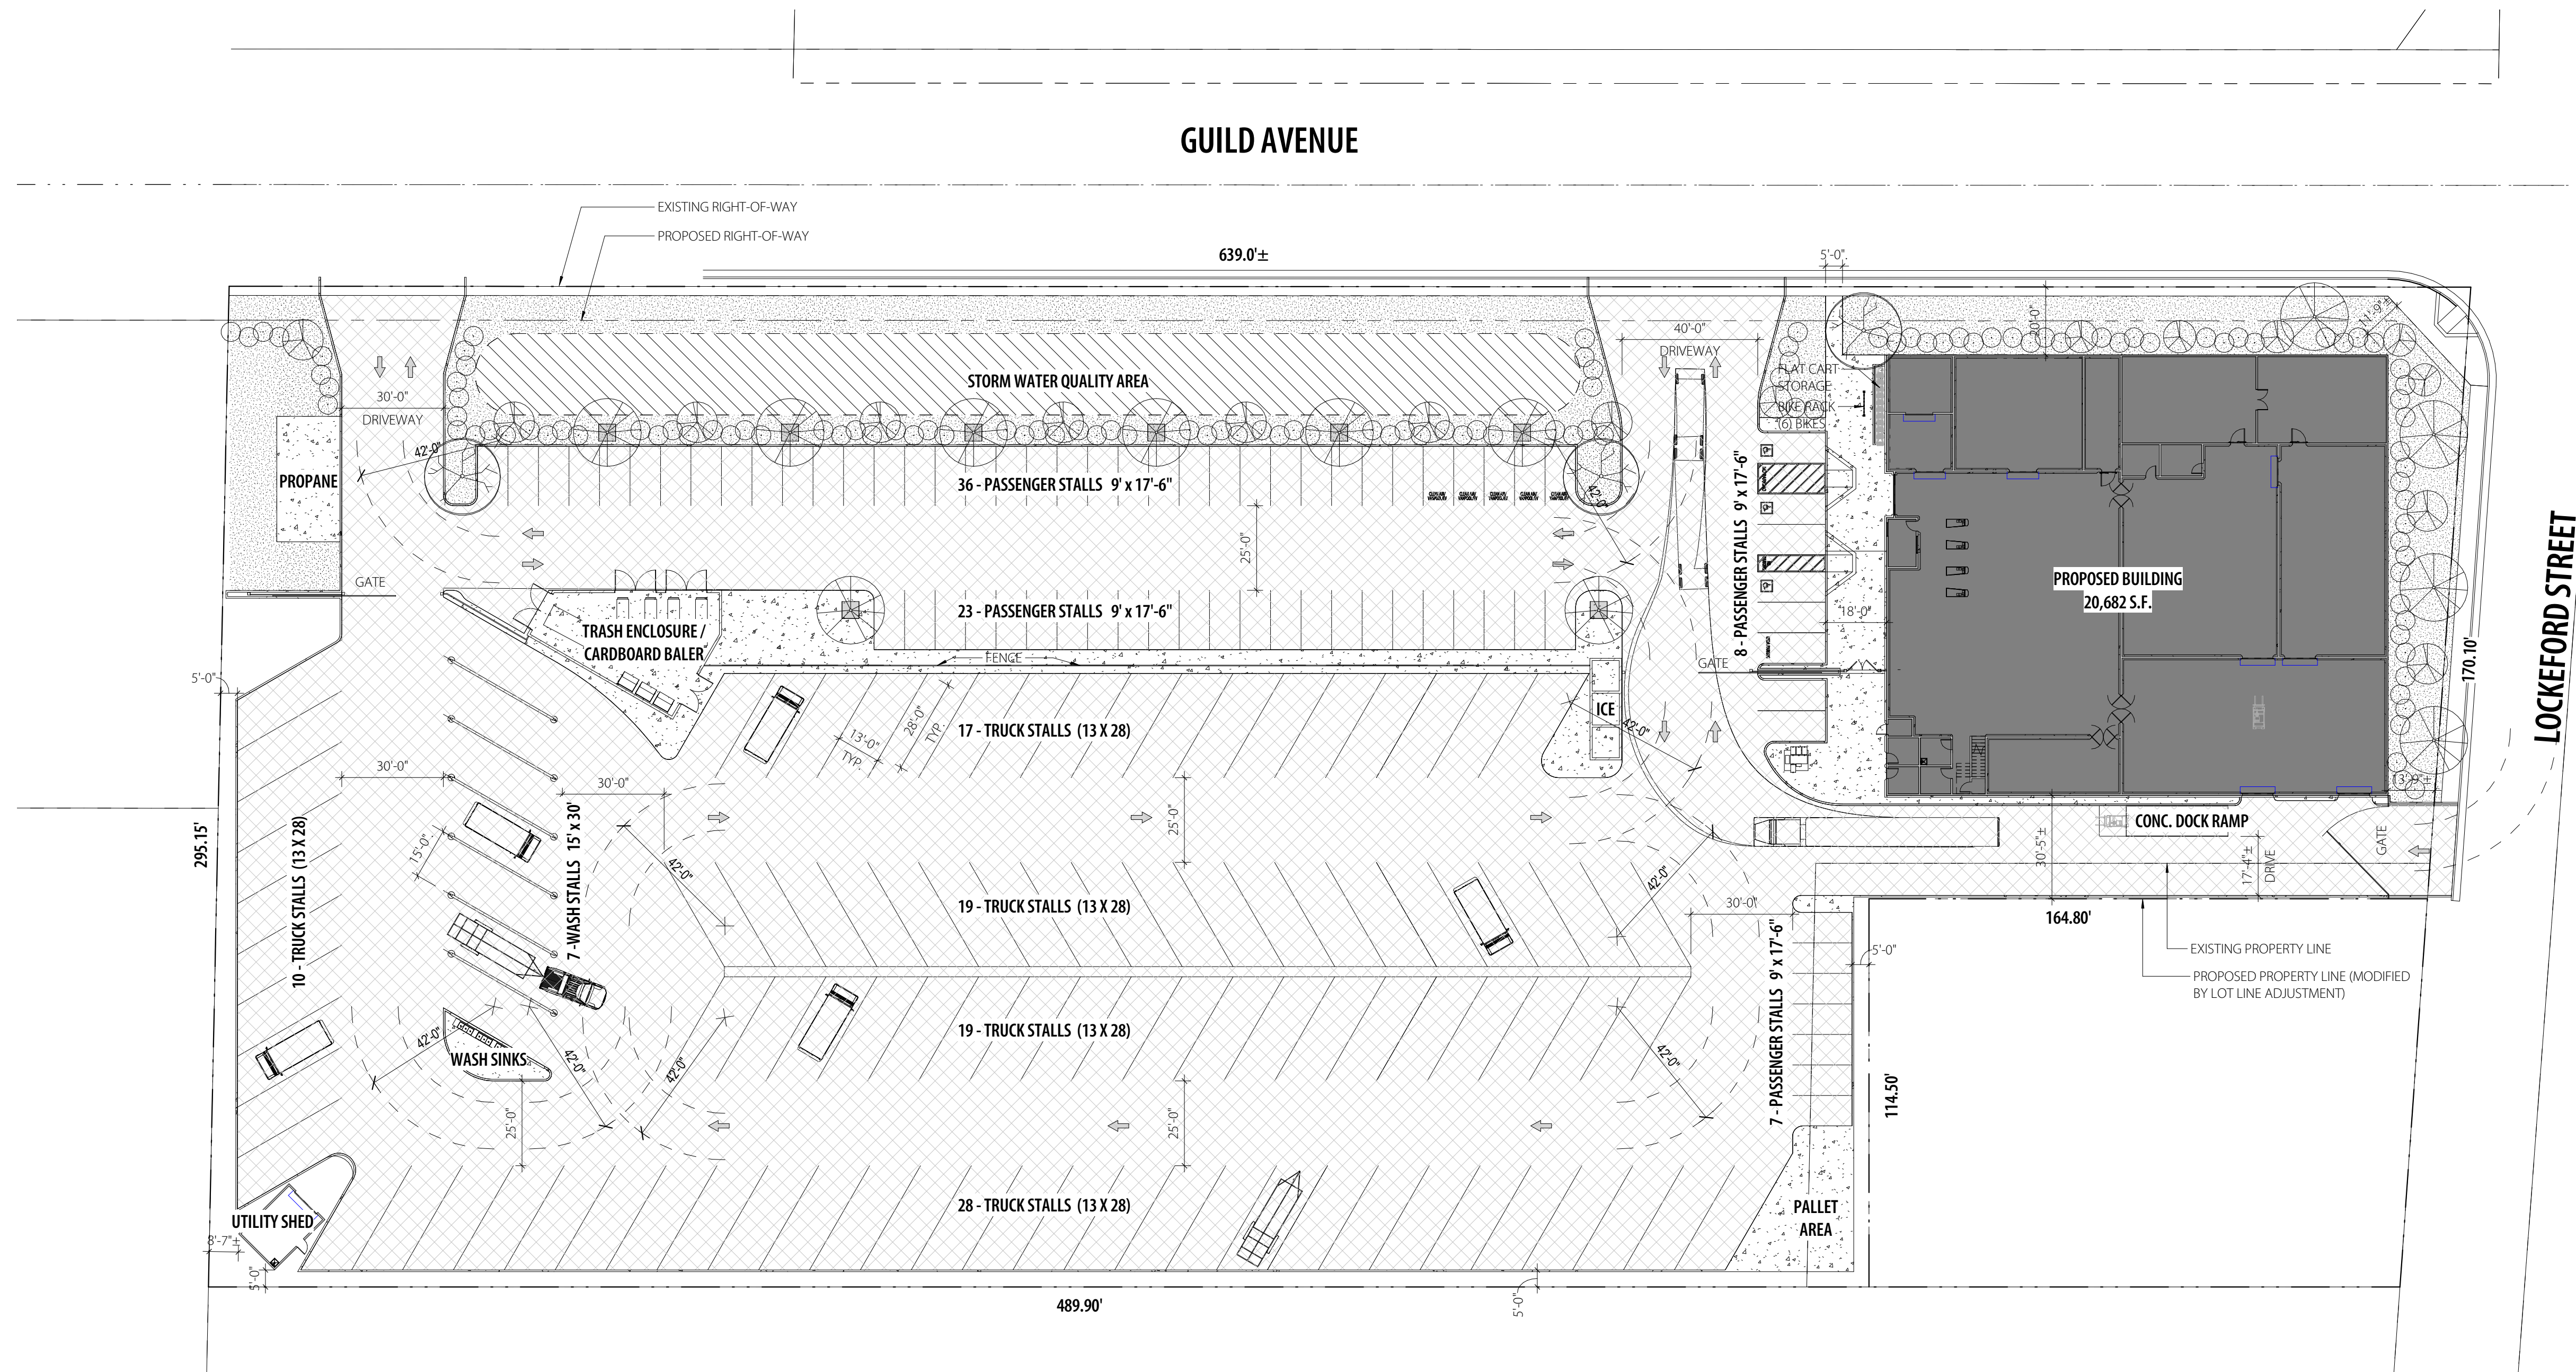 GUILD AVENUE
EXISTING RIGHT-OF-WAY
PROPOSED RIGHT-OF-WAY
639.0'±
5'-0"
20'-0"
11'-9"±
40'-0"
DRIVEWAY
30'-0"
DRIVEWAY
STORM WATER QUALITY AREA
FLAT CART
STORAGE
BIKE RACK
(6) BIKES
42'-0"
PROPANE
36 - PASSENGER STALLS 9' x 17'-6"
42'-0"
8 - PASSENGER STALLS 9' x 17'-6"
25'-0"
GATE
PROPOSED BUILDING
20,682 S.F.
LOCKEFORD STREET
23 - PASSENGER STALLS 9' x 17'-6"
18'-0"
TRASH ENCLOSURE /
CARDBOARD BALER
FENCE
GATE
170.10'
5'-0"
28'-0"
TYP.
13'-0"
TYP.
17 - TRUCK STALLS (13 X 28)
ICE
42'-0"
30'-0"
30'-0"
13'-9"±
295.15'
10 - TRUCK STALLS (13 X 28)
15'-0"
7 -WASH STALLS 15' x 30'
25'-0"
CONC. DOCK RAMP
30'-5"±
17'-4"±
DRIVE
GATE
42'-0"
42'-0"
19 - TRUCK STALLS (13 X 28)
30'-0"
164.80'
5'-0"
EXISTING PROPERTY LINE
PROPOSED PROPERTY LINE (MODIFIED
BY LOT LINE ADJUSTMENT)
7 - PASSENGER STALLS 9' x 17'-6"
19 - TRUCK STALLS (13 X 28)
42'-0"
WASH SINKS
42'-0"
42'-0"
42'-0"
114.50'
25'-0"
25'-0"
28 - TRUCK STALLS (13 X 28)
PALLET
AREA
UTILITY SHED
8'-7"±
5'-0"
489.90'
5'-0"